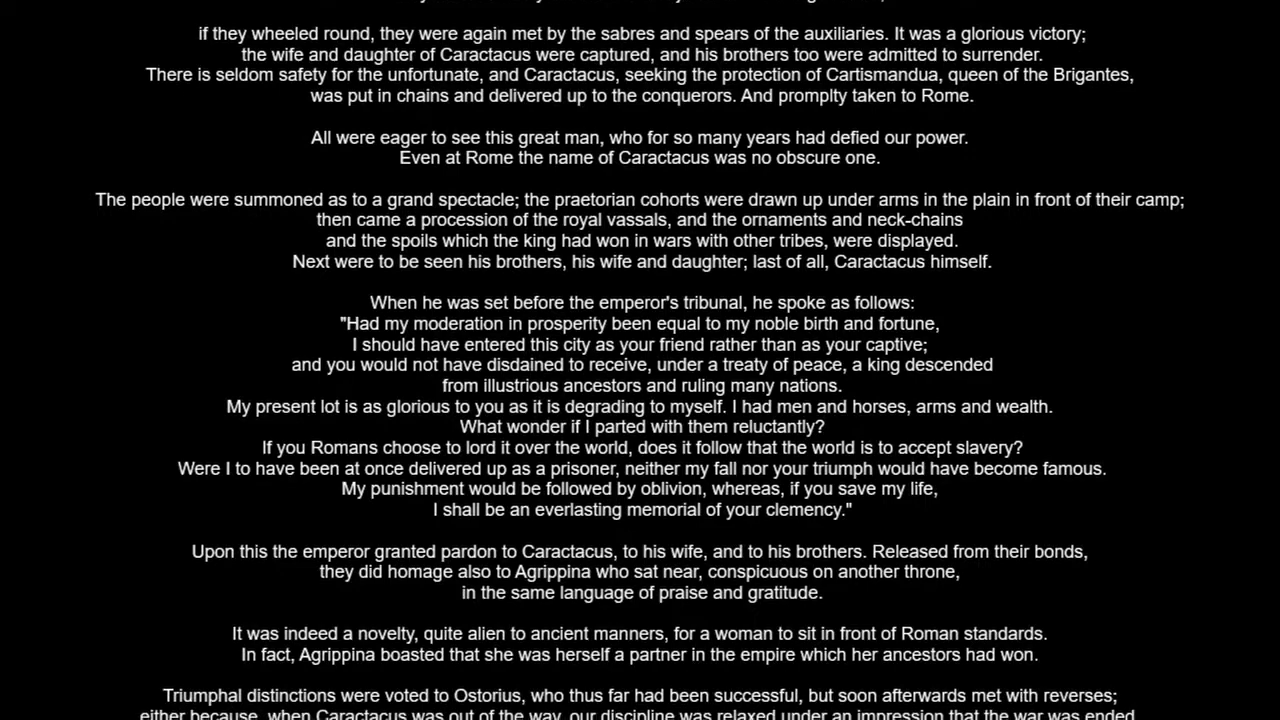 if they wheeled round, they were again met by the sabres and spears of the auxiliaries. It was a glorious victory;
the wife and daughter of Caractacus were captured, and his brothers too were admitted to surrender.
There is seldom safety for the unfortunate, and Caractacus, seeking the protection of Cartismandua, queen of the Brigantes,
was put in chains and delivered up to the conquerors. And promplty taken to Rome.
All were eager to see this great man, who for so many years had defied our power.
Even at Rome the name of Caractacus was no obscure one.
The people were summoned as to a grand spectacle; the praetorian cohorts were drawn up under arms in the plain in front of their camp;
then came a procession of the royal vassals, and the ornaments and neck-chains
and the spoils which the king had won in wars with other tribes, were displayed.
Next were to be seen his brothers, his wife and daughter; last of all, Caractacus himself.
When he was set before the emperor's tribunal, he spoke as follows:
"Had my moderation in prosperity been equal to my noble birth and fortune,
I should have entered this city as your friend rather than as your captive;
and you would not have disdained to receive, under a treaty of peace, a king descended
from illustrious ancestors and ruling many nations.
My present lot is as glorious to you as it is degrading to myself. I had men and horses, arms and wealth.
What wonder if I parted with them reluctantly?
If you Romans choose to lord it over the world, does it follow that the world is to accept slavery?
Were I to have been at once delivered up as a prisoner, neither my fall nor your triumph would have become famous.
My punishment would be followed by oblivion, whereas, if you save my life,
I shall be an everlasting memorial of your clemency."
Upon this the emperor granted pardon to Caractacus, to his wife, and to his brothers. Released from their bonds,
they did homage also to Agrippina who sat near, conspicuous on another throne,
in the same language of praise and gratitude.
It was indeed a novelty, quite alien to ancient manners, for a woman to sit in front of Roman standards.
In fact, Agrippina boasted that she was herself a partner in the empire which her ancestors had won.
Triumphal distinctions were voted to Ostorius, who thus far had been successful, but soon afterwards met with reverses;
either because, when Caractacus was out of the way, our discipline was relaxed under an impression that the war was ended